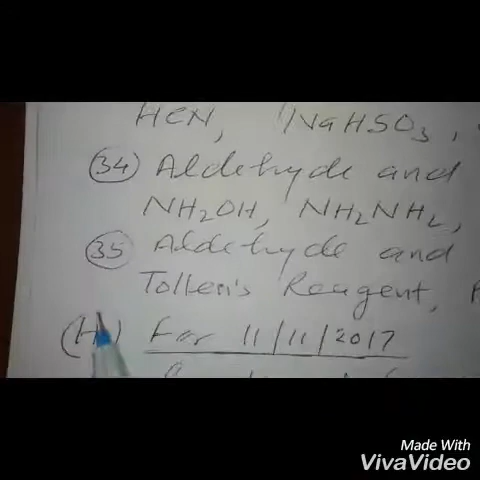 HCN, NaHSO3,
(34) Aldehyde and
NH2OH, NH2NH2,
(35) Aldehyde and
Tollen's Reagent,
(H) For 11/11/2017
Made With
VivaVideo